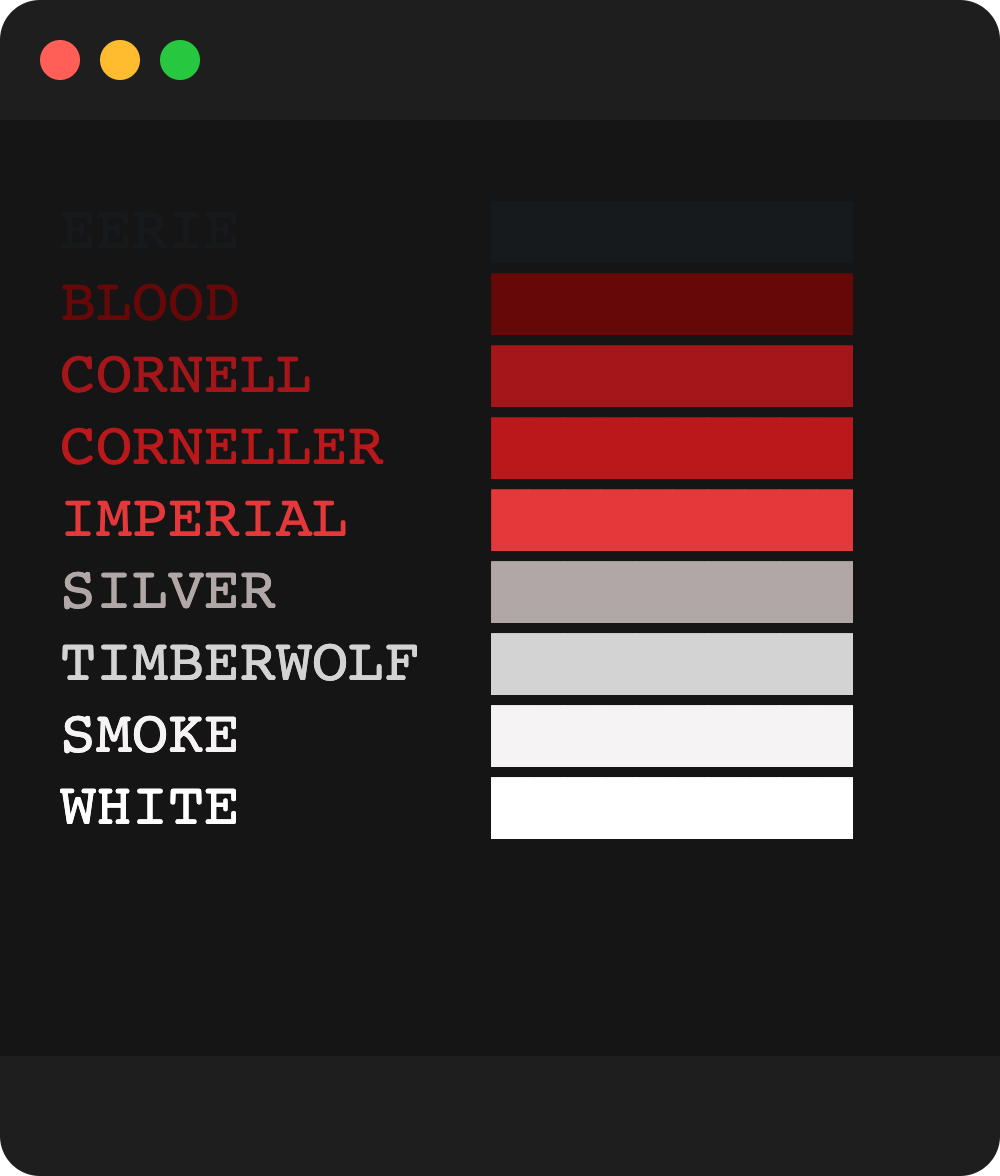 EERIE
BLOOD
CORNELL
CORNELLER
IMPERIAL
SILVER
TIMBERWOLF
SMOKE
WHITE